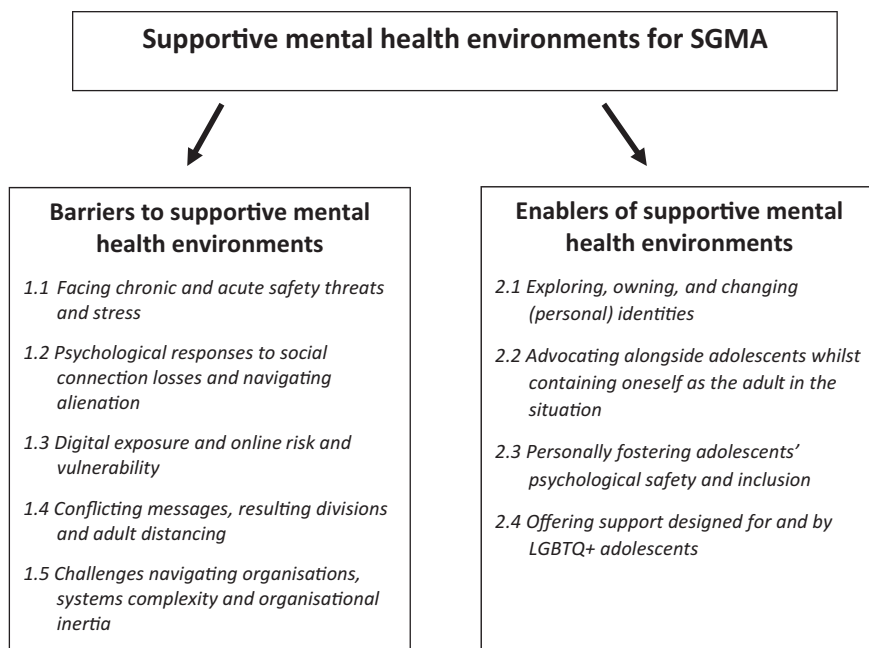 Supportive mental health environments for SGMA
Barriers to supportive mental
health environments
1.1 Facing chronic and acute safety threats
and stress
1.2 Psychological responses to social
connection losses and navigating
alienation
1.3 Digital exposure and online risk and
vulnerability
1.4 Conflicting messages, resulting divisions
and adult distancing
1.5 Challenges navigating organisations,
systems complexity and organisational
inertia
Enablers of supportive mental
health environments
2.1 Exploring, owning, and changing
(personal) identities
2.2 Advocating alongside adolescents whilst
containing oneself as the adult in the
situation
2.3 Personally fostering adolescents’
psychological safety and inclusion
2.4 Offering support designed for and by
LGBTQ+ adolescents